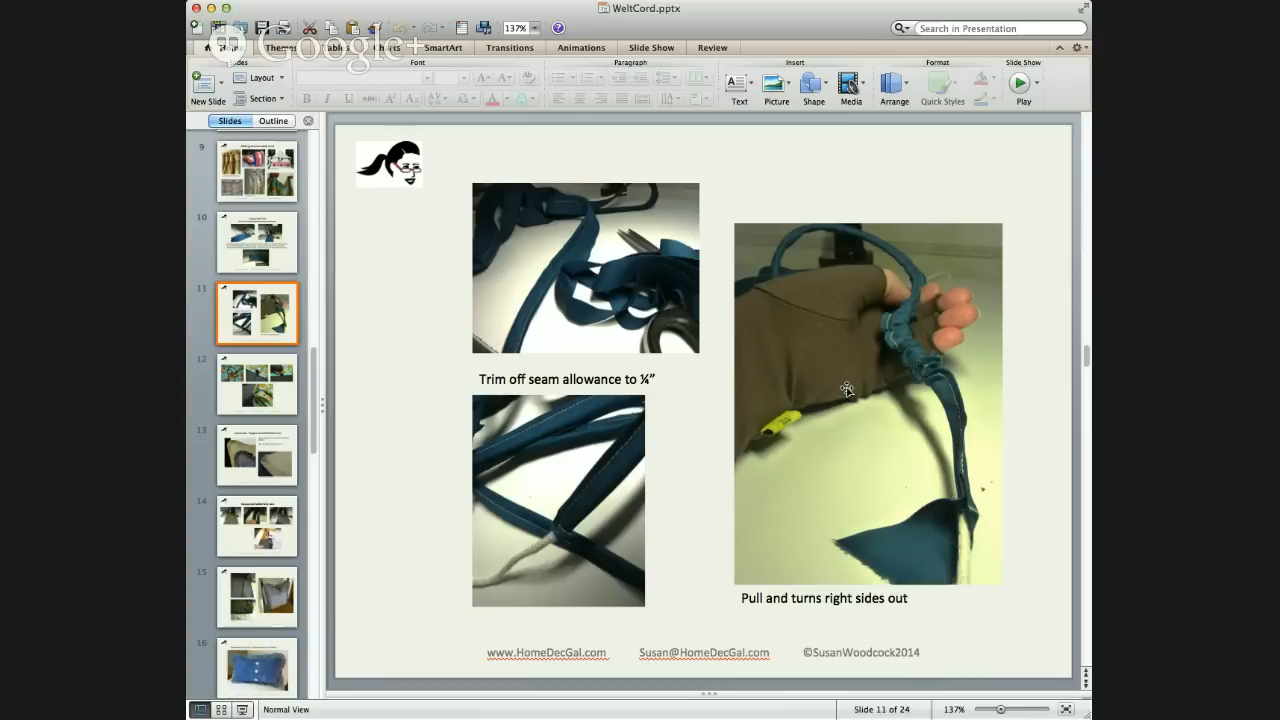 WeltCord.pptx
Google+
137%
Search in Presentation
Home Themes Tables Charts SmartArt Transitions Animations Slide Show Review
Slides Font Paragraph Insert Format Slide Show
New Slide Layout Section Text Picture Shape Media Arrange Quick Styles Play
Slides Outline
9
10
11
12
13
14
15
16
Trim off seam allowance to ¼”
Pull and turns right sides out
www.HomeDecGal.com Susan@HomeDecGal.com ©SusanWoodcock2014
Normal View Slide 11 of 24 137%